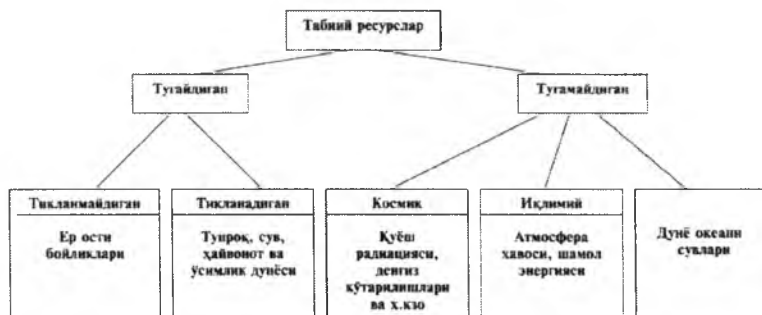 Табиий ресурслар
Тугайдиган
Тугамайдиган
Тикланмайдиган
Ер ости
бойликлари
Тикланадиган
Тупроқ, сув,
ҳайвонот ва
ўсимлик дунёси
Космик
Қуёш
радиацияси,
денгиз
кўтарилишлари
ва х.кзо
Иқлимий
Атмосфера
хавоси, шамол
энергияси
Дунё океани
сувлари